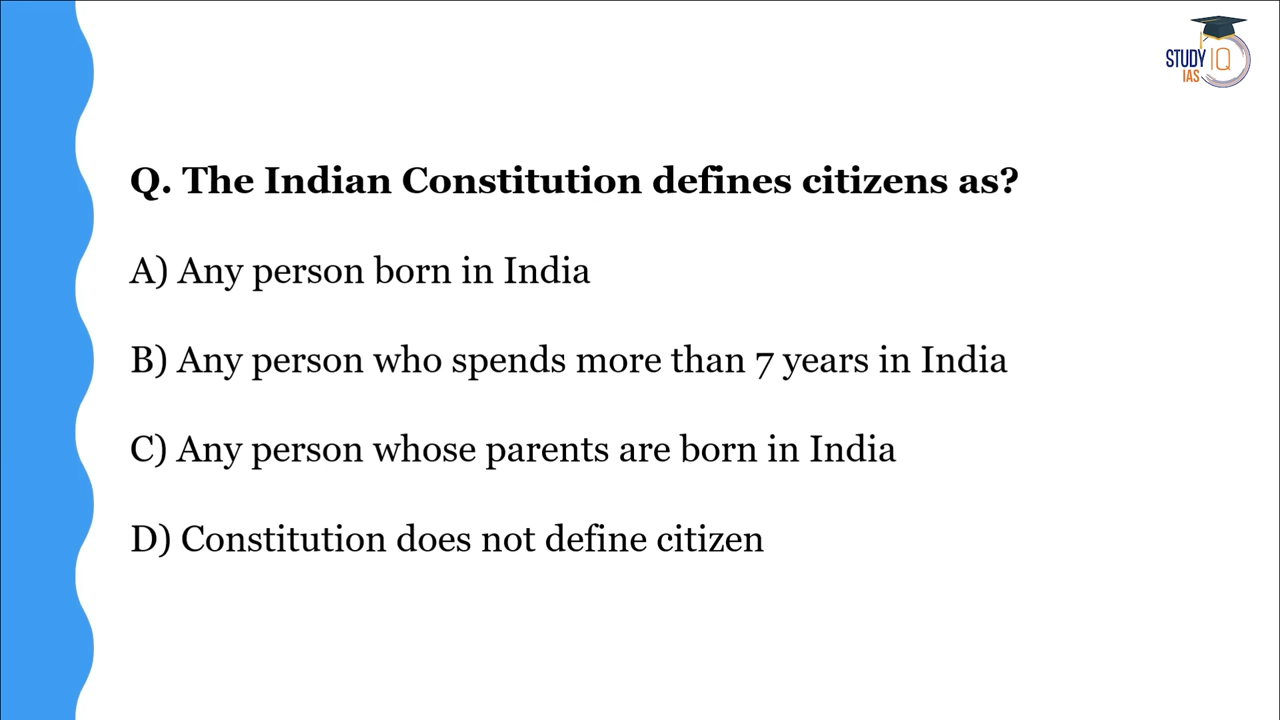 STUDY IQ
IAS
Q. The Indian Constitution defines citizens as?
A) Any person born in India
B) Any person who spends more than 7 years in India
C) Any person whose parents are born in India
D) Constitution does not define citizen